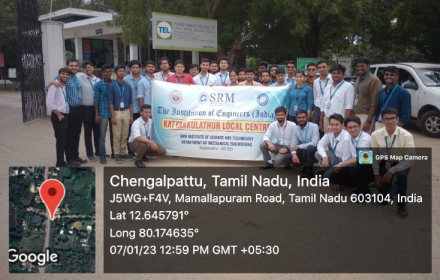 TEL
SRM
The Institution of Engineers (India)
KATTANKULATHUR LOCAL CENTRE
SRM INSTITUTE OF SCIENCE AND TECHNOLOGY
DEPARTMENT OF MECHANICAL ENGINEERING
GPS Map Camera
Chengalpattu, Tamil Nadu, India
J5WG+F4V, Mamallapuram Road, Tamil Nadu 603104, India
Lat 12.645791°
Long 80.174635°
07/01/23 12:59 PM GMT +05:30
Google